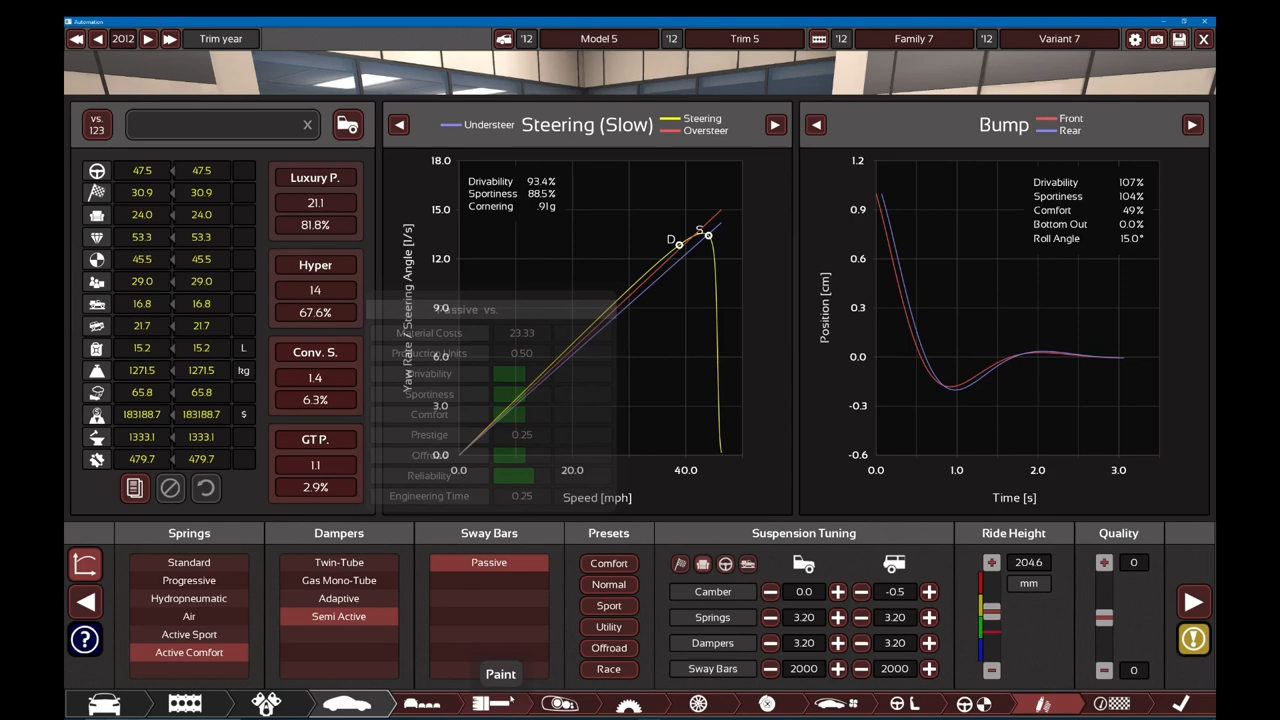 Automation
2012
Trim year
'12
Model 5
'12
Trim 5
'12
Family 7
'12
Variant 7
vs.
123
X
Understeer
Steering (Slow)
Steering
Oversteer
Bump
Front
Rear
47.5 47.5
30.9 30.9
24.0 24.0
53.3 53.3
45.5 45.5
29.0 29.0
16.8 16.8
21.7 21.7
15.2 15.2 L
1271.5 1271.5 kg
65.8 65.8
183188.7 183188.7 $
1333.1 1333.1
479.7 479.7
Luxury P.
21.1
81.8%
Hyper
14
67.6%
Conv. S.
1.4
6.3%
GT P.
1.1
2.9%
18.0
15.0
12.0
9.0
6.0
3.0
0.0
Yaw Rate / Steering Angle [1/s]
Drivability 93.4%
Sportiness 88.5%
Cornering .91g
D
S
0.0 20.0 40.0
Speed [mph]
Passive vs.
Material Costs 23.33
Production Units 0.50
Drivability
Sportiness
Comfort
Prestige 0.25
Offroad
Reliability
Engineering Time 0.25
1.2
0.9
0.6
0.3
0.0
-0.3
-0.6
Position [cm]
Drivability 107%
Sportiness 104%
Comfort 49%
Bottom Out 0.0%
Roll Angle 15.0°
0.0 1.0 2.0 3.0
Time [s]
Springs
Standard
Progressive
Hydropneumatic
Air
Active Sport
Active Comfort
Dampers
Twin-Tube
Gas Mono-Tube
Adaptive
Semi Active
Sway Bars
Passive
Presets
Comfort
Normal
Sport
Utility
Offroad
Race
Suspension Tuning
Camber 0.0 -0.5
Springs 3.20 3.20
Dampers 3.20 3.20
Sway Bars 2000 2000
Ride Height
204.6
mm
Quality
0
0
?
Paint